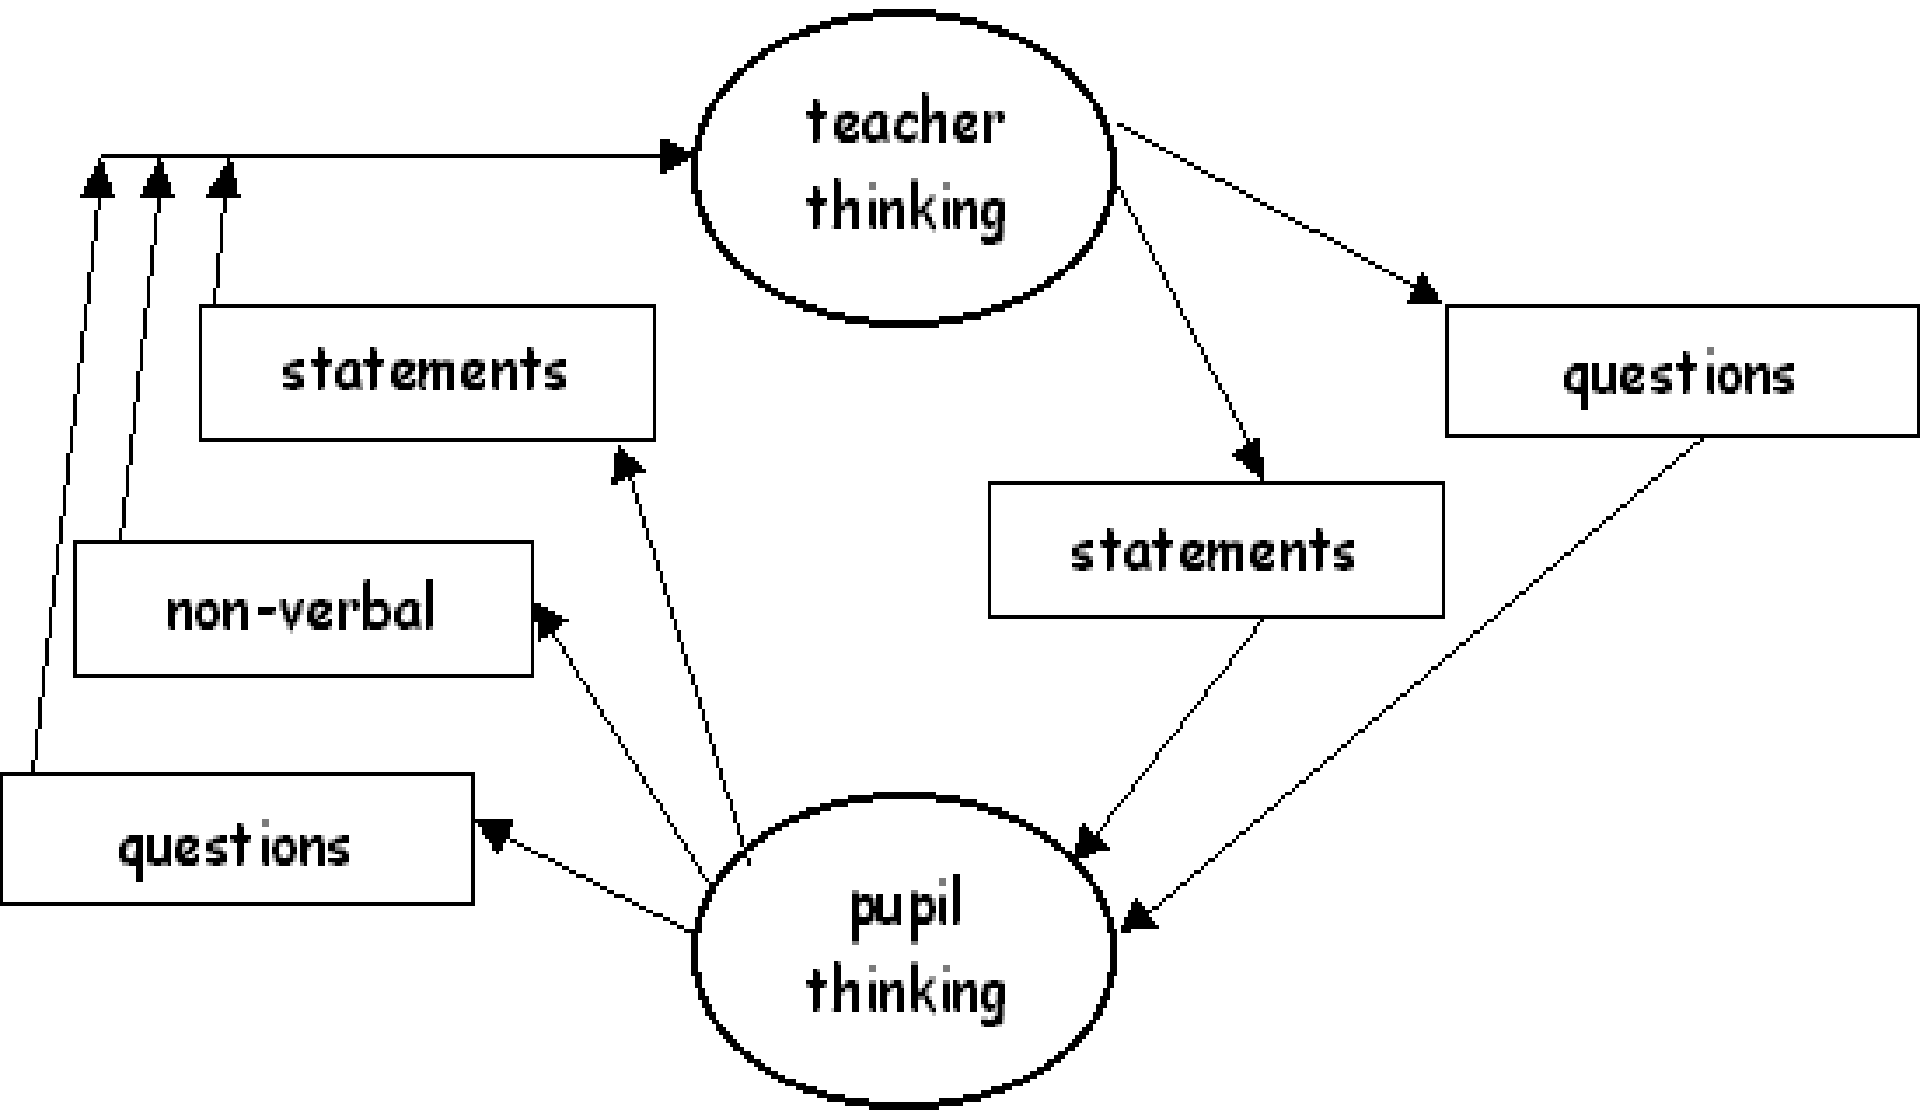 teacher
thinking
statements
questions
statements
non-verbal
questions
pupil
thinking